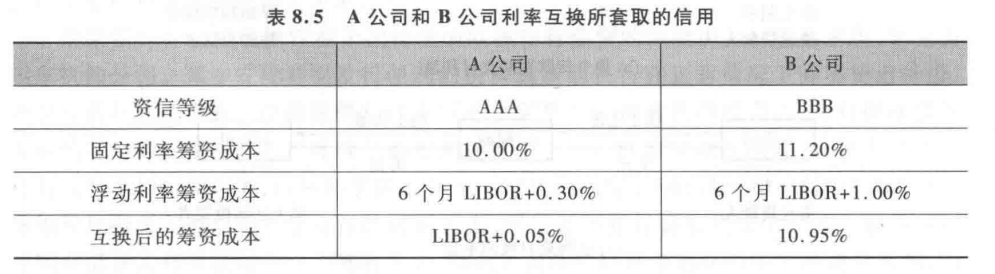 表 8.5 A 公司和 B 公司利率互换所套取的信用
A 公司 B 公司
资信等级 AAA BBB
固定利率筹资成本 10.00% 11.20%
浮动利率筹资成本 6 个月 LIBOR+0.30% 6 个月 LIBOR+1.00%
互换后的筹资成本 LIBOR+0.05% 10.95%